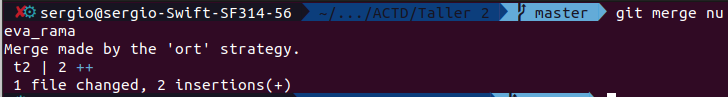 sergio@sergio-Swift-SF314-56 ~/.../ACTD/Taller 2 master git merge nu
eva_rama
Merge made by the 'ort' strategy.
t2 | 2 ++
1 file changed, 2 insertions(+)